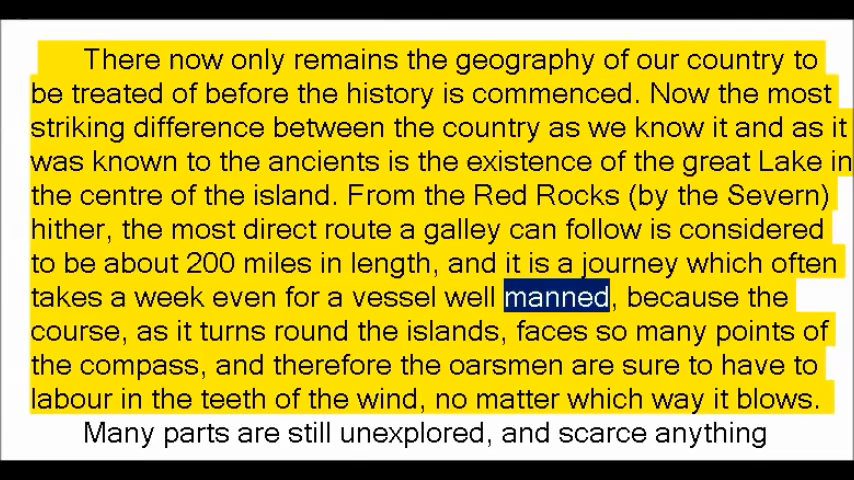 There now only remains the geography of our country to
be treated of before the history is commenced. Now the most
striking difference between the country as we know it and as it
was known to the ancients is the existence of the great Lake in
the centre of the island. From the Red Rocks (by the Severn)
hither, the most direct route a galley can follow is considered
to be about 200 miles in length, and it is a journey which often
takes a week even for a vessel well manned, because the
course, as it turns round the islands, faces so many points of
the compass, and therefore the oarsmen are sure to have to
labour in the teeth of the wind, no matter which way it blows.
Many parts are still unexplored, and scarce anything